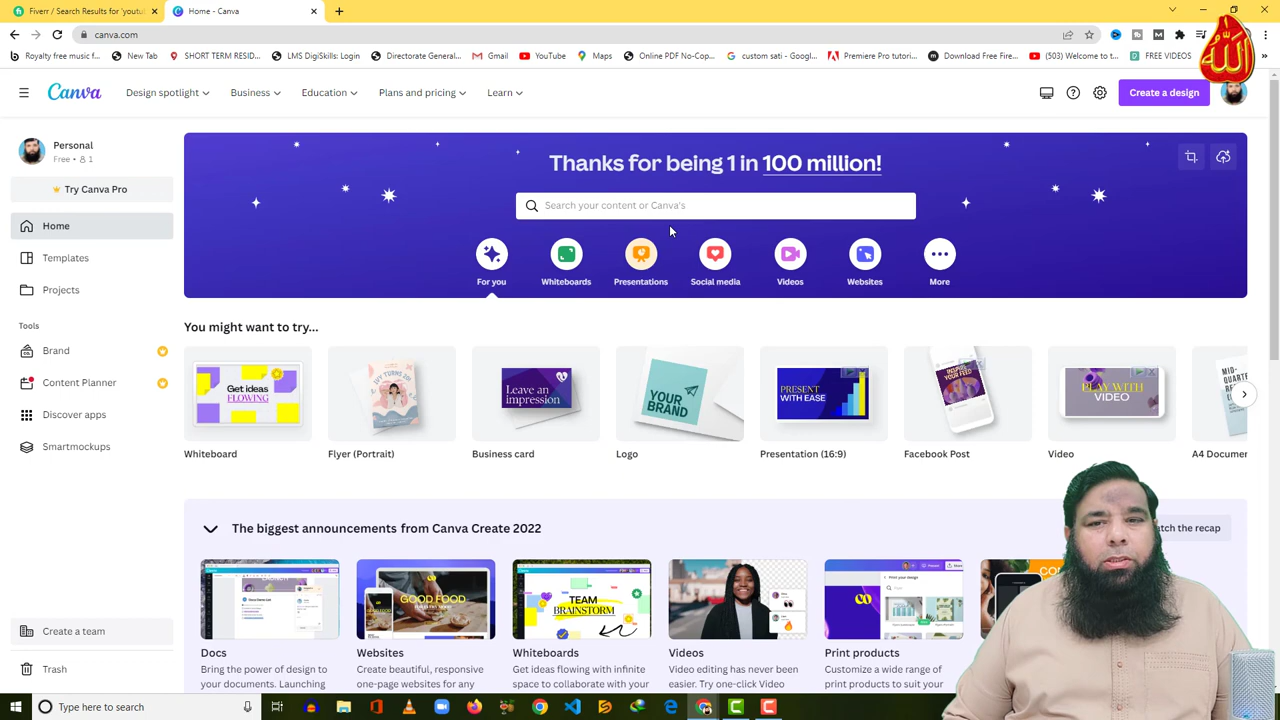 Fiverr / Search Results for 'youtu
Home - Canva
canva.com
Royalty free music f...
New Tab
SHORT TERM RESID...
LMS DigiSkills: Login
Directorate General...
Gmail
YouTube
Maps
Online PDF No-Cop...
custom sati - Googl...
Premiere Pro tutori...
Download Free Fire...
(503) Welcome to t...
FREE VIDEOS
الله
Canva
Design spotlight
Business
Education
Plans and pricing
Learn
Create a design
Personal
Free • 1
Try Canva Pro
Home
Templates
Projects
Tools
Brand
Content Planner
Discover apps
Smartmockups
Create a team
Trash
Thanks for being 1 in 100 million!
Search your content or Canva's
For you
Whiteboards
Presentations
Social media
Videos
Websites
More
You might want to try...
Get ideas
FLOWING
Leave an
impression
YOUR
BRAND
PRESENT
WITH EASE
PLAY WITH
VIDEO
Whiteboard
Flyer (Portrait)
Business card
Logo
Presentation (16:9)
Facebook Post
Video
A4 Documen
The biggest announcements from Canva Create 2022
tch the recap
GOOD FOOD
TEAM
BRAINSTORM
Docs
Websites
Whiteboards
Videos
Print products
Bring the power of design to
your documents. Launching
Create beautiful, responsive
one-page websites for any
Get ideas flowing with infinite
space to collaborate with your
Video editing has never been
easier. Try one-click Video
Customize a wide range of
print products to suit your
Type here to search